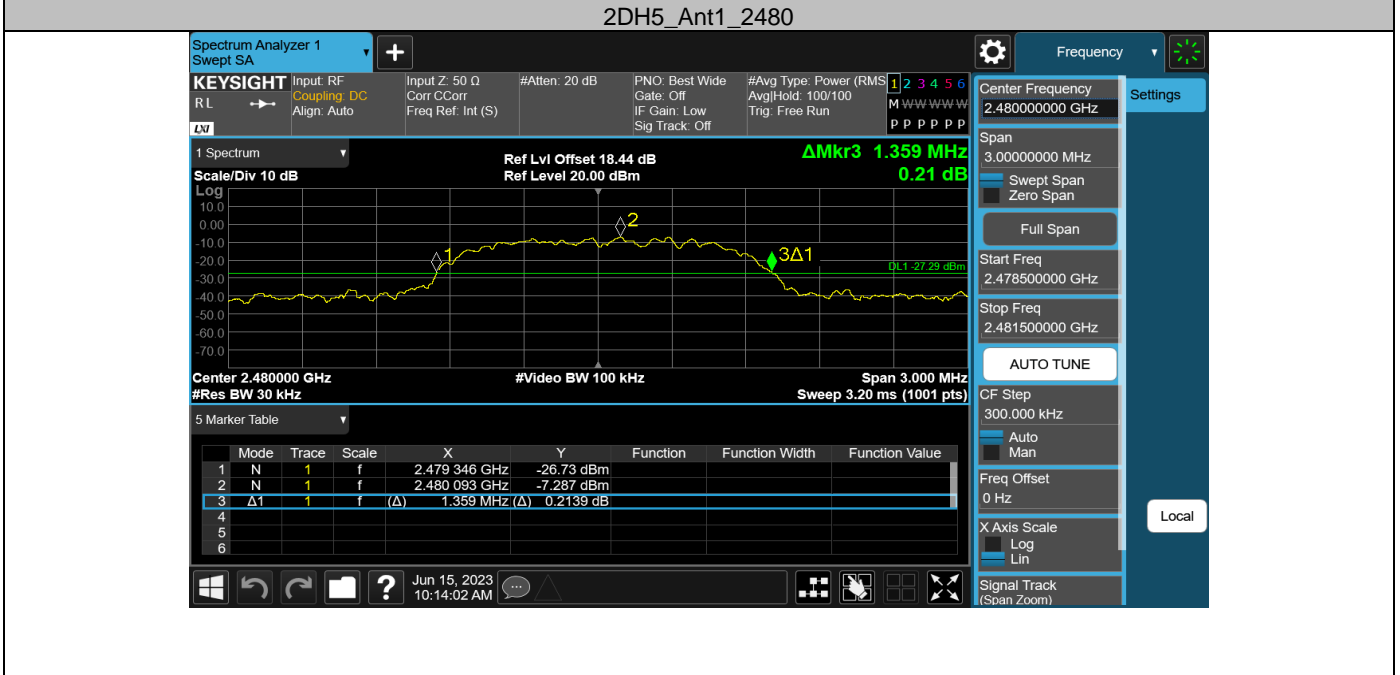 2DH5_Ant1_2480
Spectrum Analyzer 1
Swept SA
+
Frequency
KEYSIGHT
RL
LXI
Input: RF
Coupling: DC
Align: Auto
Input Z: 50 Ω
Corr CCorr
Freq Ref: Int (S)
#Atten: 20 dB
PNO: Best Wide
Gate: Off
IF Gain: Low
Sig Track: Off
#Avg Type: Power (RMS
Avg|Hold: 100/100
Trig: Free Run
1 2 3 4 5 6
M W W W W W
P P P P P P
1 Spectrum
Scale/Div 10 dB
Ref Lvl Offset 18.44 dB
Ref Level 20.00 dBm
ΔMkr3 1.359 MHz
0.21 dB
Log
10.0
0.00
-10.0
-20.0
-30.0
-40.0
-50.0
-60.0
-70.0
1
2
3Δ1
DL1 -27.29 dBm
Center 2.480000 GHz
#Video BW 100 kHz
Span 3.000 MHz
#Res BW 30 kHz
Sweep 3.20 ms (1001 pts)
5 Marker Table
Mode Trace Scale X Y Function Function Width Function Value
1 N 1 f 2.479 346 GHz -26.73 dBm
2 N 1 f 2.480 093 GHz -7.287 dBm
3 Δ1 1 f (Δ) 1.359 MHz (Δ) 0.2139 dB
4
5
6
?
Jun 15, 2023
10:14:02 AM
Center Frequency
2.480000000 GHz
Span
3.00000000 MHz
Swept Span
Zero Span
Full Span
Start Freq
2.478500000 GHz
Stop Freq
2.481500000 GHz
AUTO TUNE
CF Step
300.000 kHz
Auto
Man
Freq Offset
0 Hz
X Axis Scale
Log
Lin
Signal Track
(Span Zoom)
Settings
Local